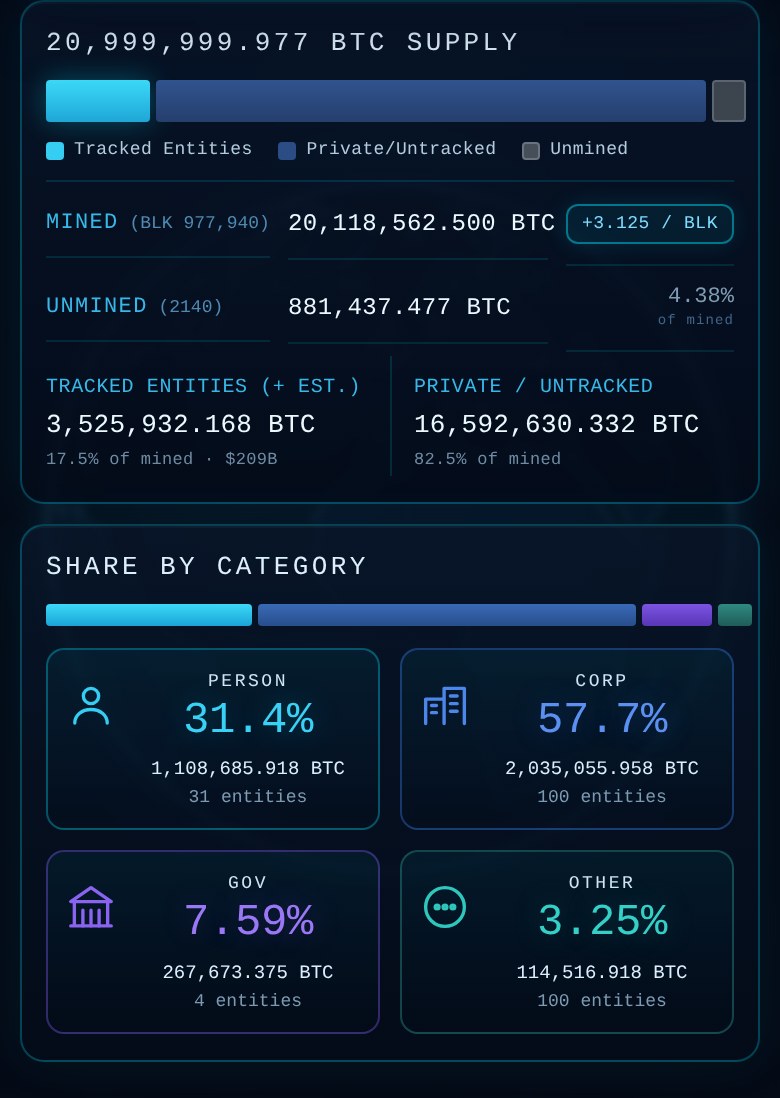 20,999,999.977 BTC SUPPLY
Tracked Entities Private/Untracked Unmined
MINED (BLK 977,940) 20,118,562.500 BTC +3.125 / BLK
UNMINED (2140) 881,437.477 BTC 4.38%
of mined
TRACKED ENTITIES (+ EST.)
3,525,932.168 BTC
17.5% of mined · $209B
PRIVATE / UNTRACKED
16,592,630.332 BTC
82.5% of mined
SHARE BY CATEGORY
PERSON
31.4%
1,108,685.918 BTC
31 entities
CORP
57.7%
2,035,055.958 BTC
100 entities
GOV
7.59%
267,673.375 BTC
4 entities
OTHER
3.25%
114,516.918 BTC
100 entities